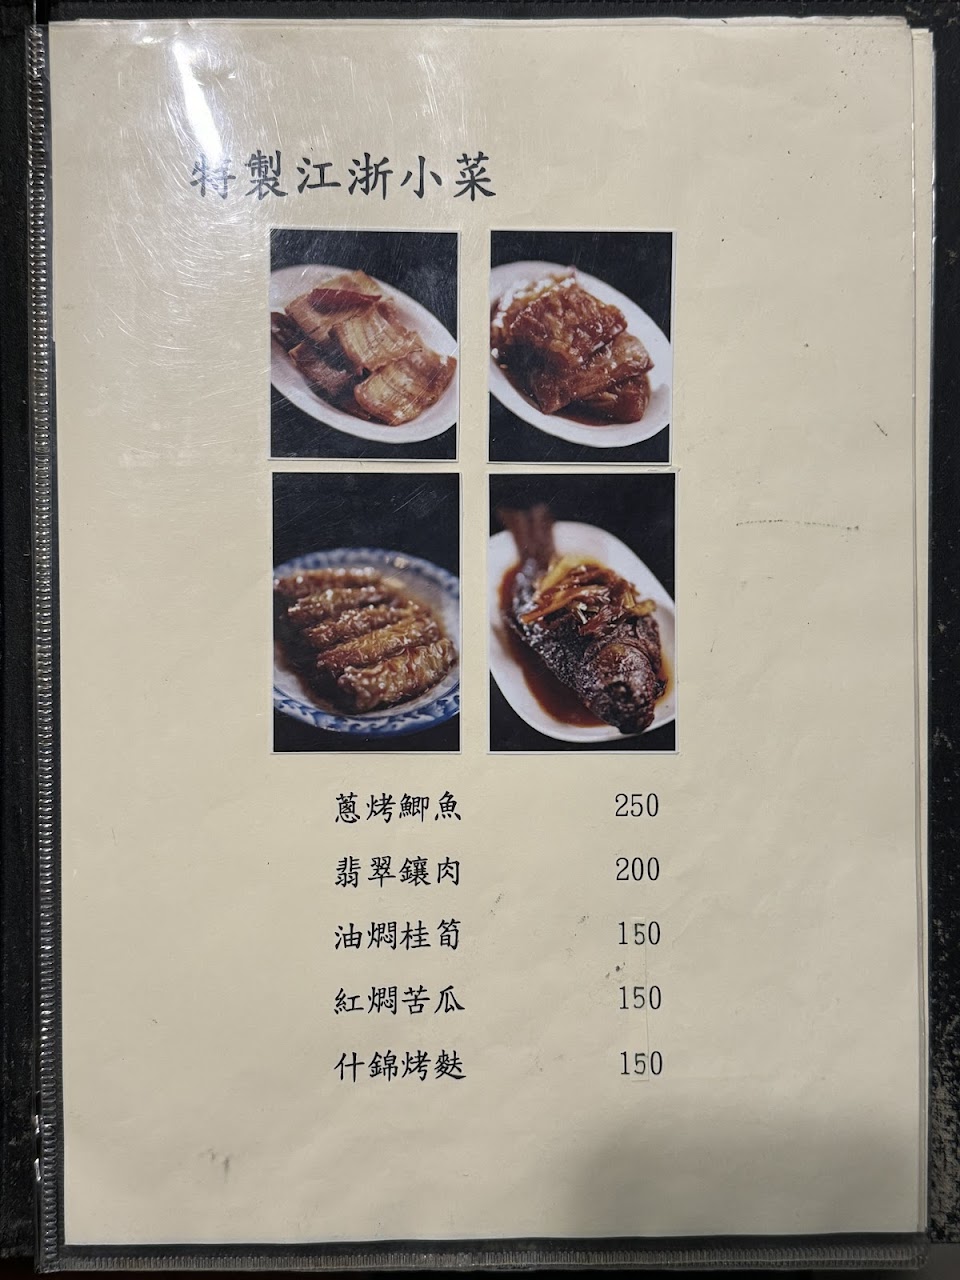 特製江浙小菜
蔥烤鯽魚 250
翡翠鑲肉 200
油燜桂筍 150
紅燜苦瓜 150
什錦烤麩 150